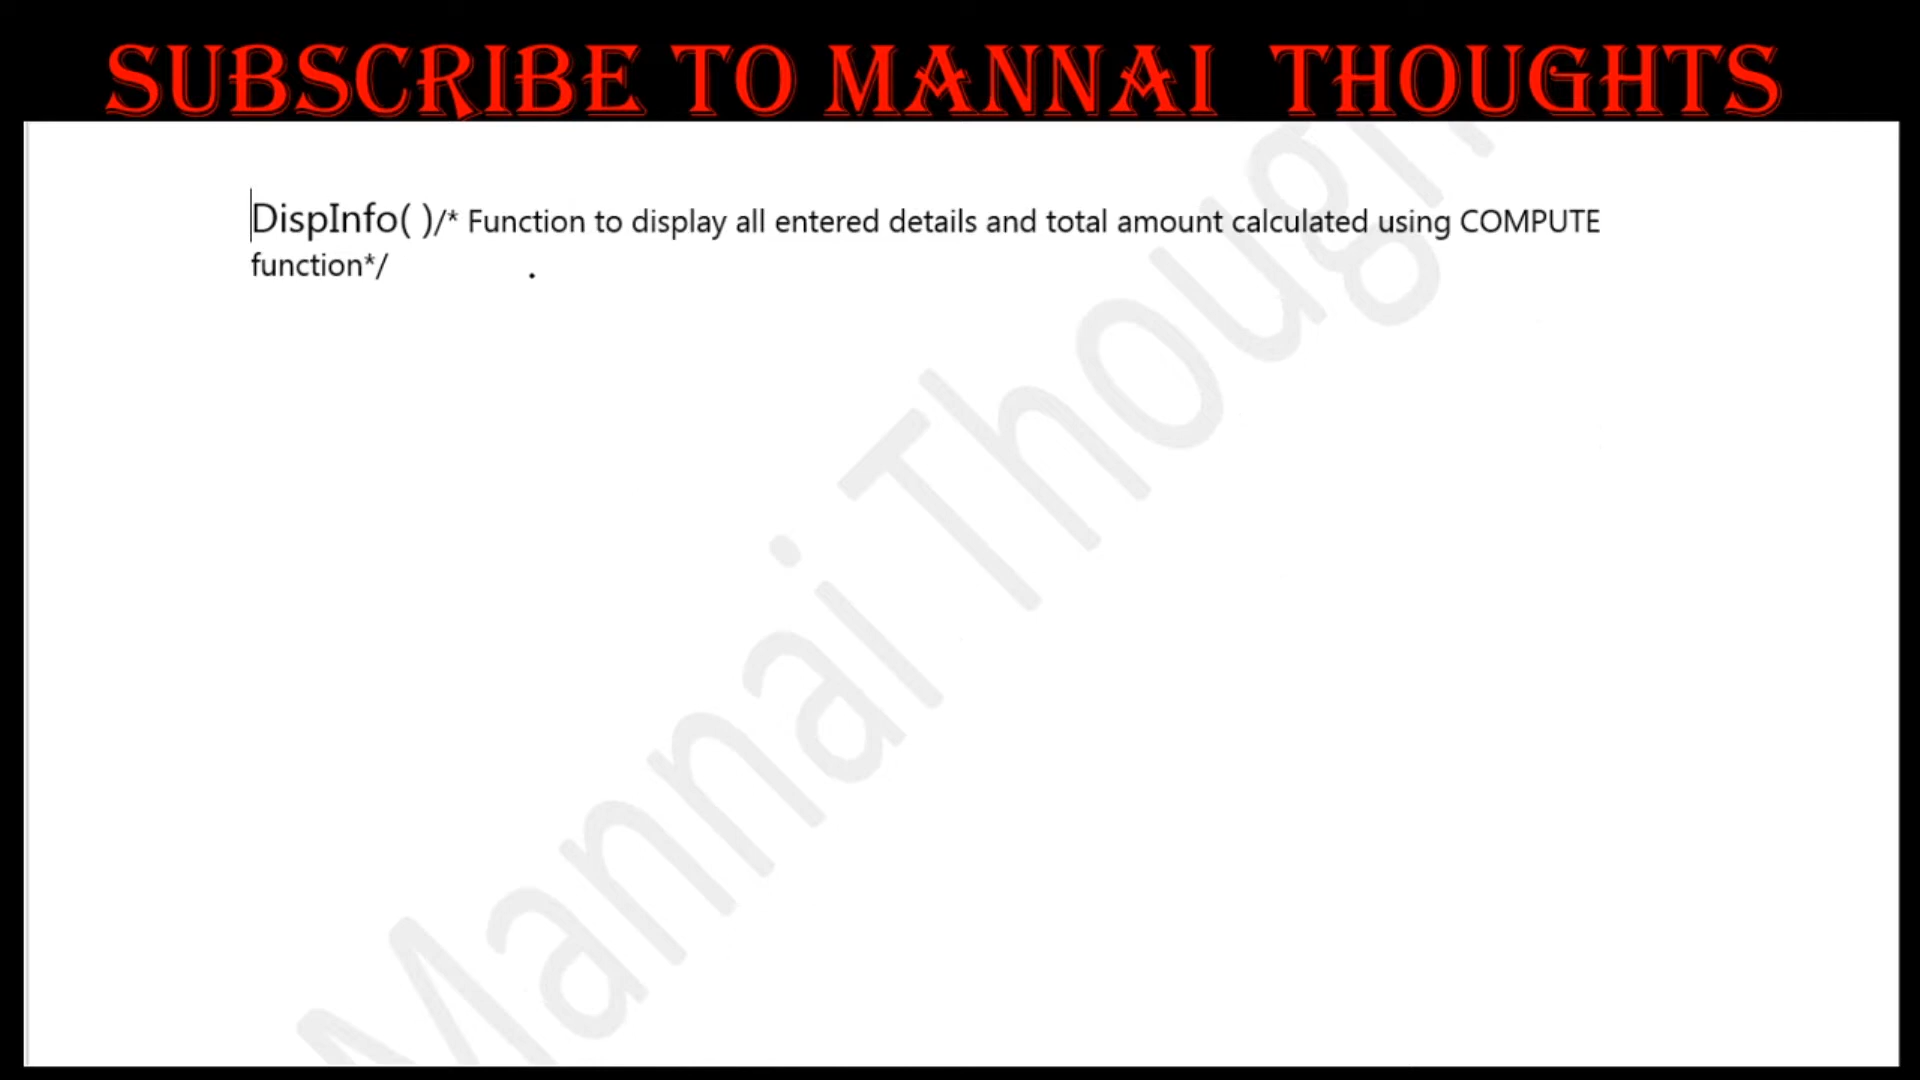 SUBSCRIBE TO MANNAI THOUGHTS
DispInfo( )/* Function to display all entered details and total amount calculated using COMPUTE
function*/ .
Mannai Though